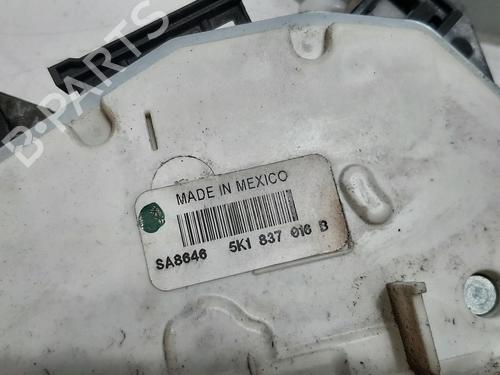 B-PARTS
MADE IN MEXICO
SA8646 5K1 837 016 B